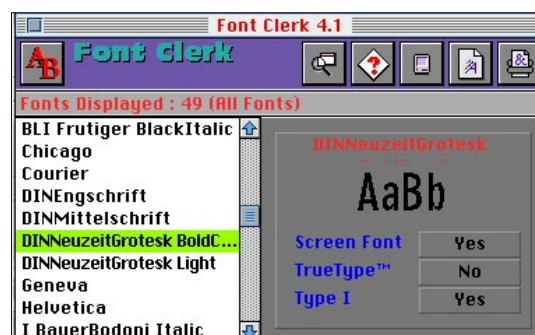 Font Clerk 4.1
AB
Font Clerk
Fonts Displayed : 49 (All Fonts)
BLI Frutiger BlackItalic
Chicago
Courier
DINEngschrift
DINMittelschrift
DINNeuzeitGrotesk BoldC...
DINNeuzeitGrotesk Light
Geneva
Helvetica
I BauerBodoni Italic
DINNeuzeitGrotesk
AaBb
Screen Font Yes
TrueType™ No
Type I Yes